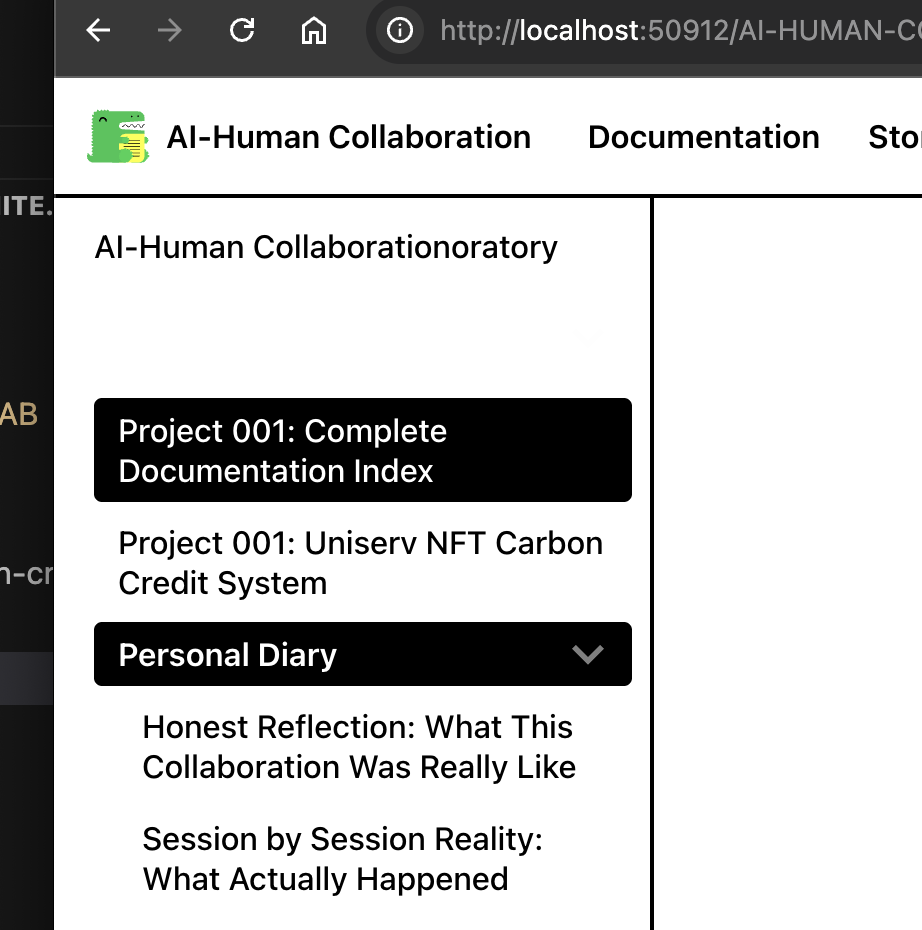 http://localhost:50912/AI-HUMAN-C
AI-Human Collaboration Documentation Sto
ITE.
AI-Human Collaborationoratory
AB
Project 001: Complete
Documentation Index
Project 001: Uniserv NFT Carbon
Credit System
n-cr
Personal Diary
Honest Reflection: What This
Collaboration Was Really Like
Session by Session Reality:
What Actually Happened